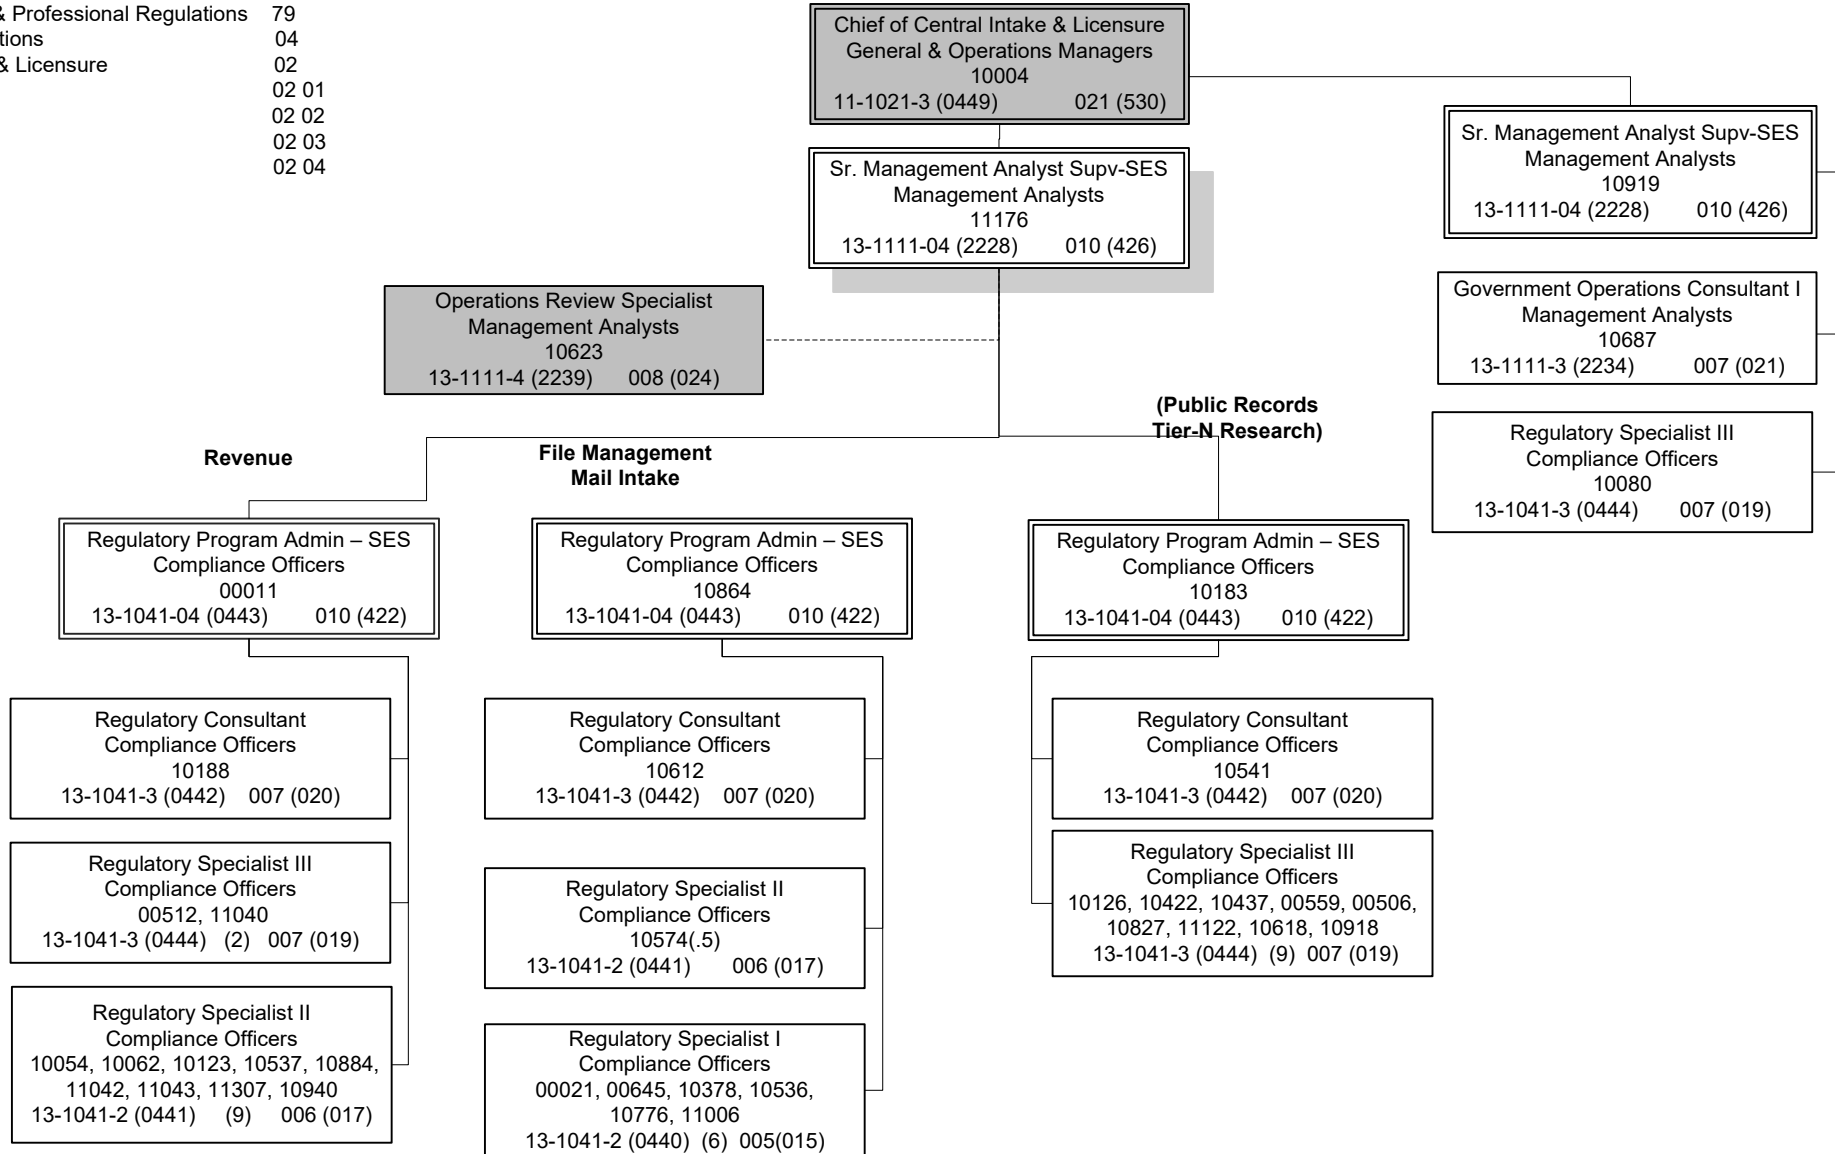 & Professional Regulations 79
tions 04
& Licensure 02
02 01
02 02
02 03
02 04
Chief of Central Intake & Licensure
General & Operations Managers
10004
11-1021-3 (0449) 021 (530)
Sr. Management Analyst Supv-SES
Management Analysts
11176
13-1111-04 (2228) 010 (426)
Sr. Management Analyst Supv-SES
Management Analysts
10919
13-1111-04 (2228) 010 (426)
Operations Review Specialist
Management Analysts
10623
13-1111-4 (2239) 008 (024)
Government Operations Consultant I
Management Analysts
10687
13-1111-3 (2234) 007 (021)
Regulatory Specialist III
Compliance Officers
10080
13-1041-3 (0444) 007 (019)
Revenue
File Management
Mail Intake
(Public Records
Tier-N Research)
Regulatory Program Admin – SES
Compliance Officers
00011
13-1041-04 (0443) 010 (422)
Regulatory Program Admin – SES
Compliance Officers
10864
13-1041-04 (0443) 010 (422)
Regulatory Program Admin – SES
Compliance Officers
10183
13-1041-04 (0443) 010 (422)
Regulatory Consultant
Compliance Officers
10188
13-1041-3 (0442) 007 (020)
Regulatory Specialist III
Compliance Officers
00512, 11040
13-1041-3 (0444) (2) 007 (019)
Regulatory Specialist II
Compliance Officers
10054, 10062, 10123, 10537, 10884,
11042, 11043, 11307, 10940
13-1041-2 (0441) (9) 006 (017)
Regulatory Consultant
Compliance Officers
10612
13-1041-3 (0442) 007 (020)
Regulatory Specialist II
Compliance Officers
10574(.5)
13-1041-2 (0441) 006 (017)
Regulatory Specialist I
Compliance Officers
00021, 00645, 10378, 10536,
10776, 11006
13-1041-2 (0440) (6) 005(015)
Regulatory Consultant
Compliance Officers
10541
13-1041-3 (0442) 007 (020)
Regulatory Specialist III
Compliance Officers
10126, 10422, 10437, 00559, 00506,
10827, 11122, 10618, 10918
13-1041-3 (0444) (9) 007 (019)